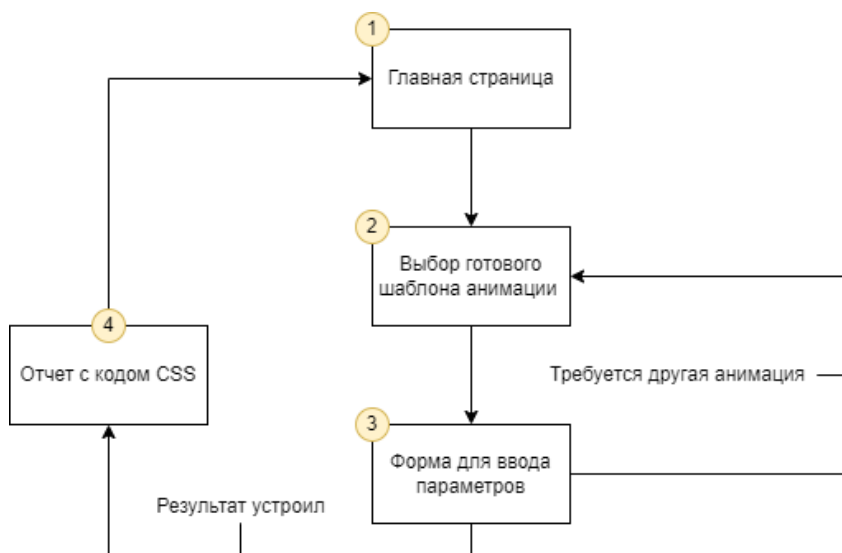 1
Главная страница
2
Выбор готового
шаблона анимации
4
Отчет с кодом CSS
Требуется другая анимация
3
Форма для ввода
параметров
Результат устроил